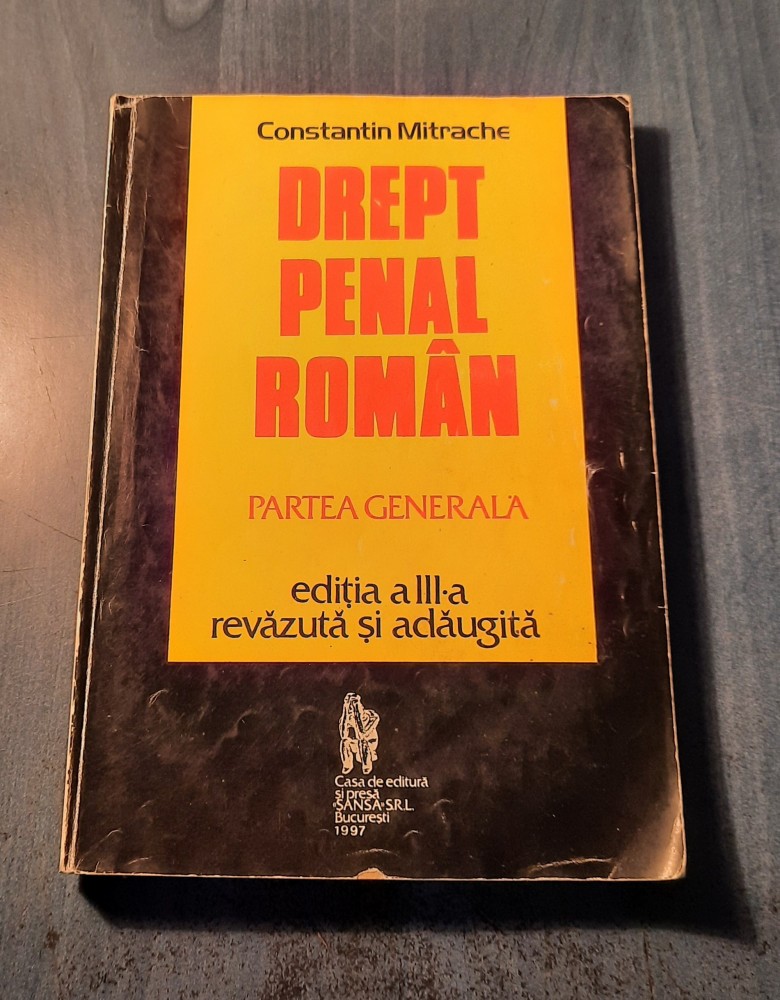 Constantin Mitrache
DREPT
PENAL
ROMÂN
PARTEA GENERALĂ
ediția a III-a
revăzută și adăugită
Casa de editură
și presă
"ȘANSA" S.R.L.
București
1997